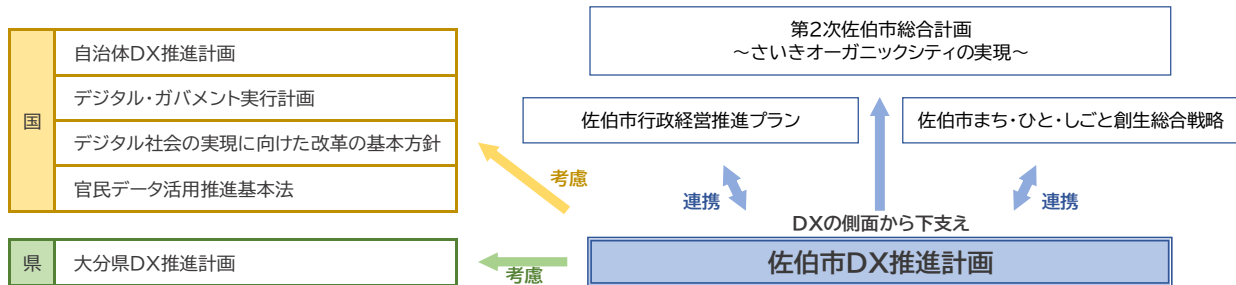 国
自治体DX推進計画
デジタル・ガバメント実行計画
デジタル社会の実現に向けた改革の基本方針
官民データ活用推進基本法
県
大分県DX推進計画
考慮
考慮
第2次佐伯市総合計画
～さいきオーガニックシティの実現～
佐伯市行政経営推進プラン
佐伯市まち・ひと・しごと創生総合戦略
連携
連携
DXの側面から下支え
佐伯市DX推進計画